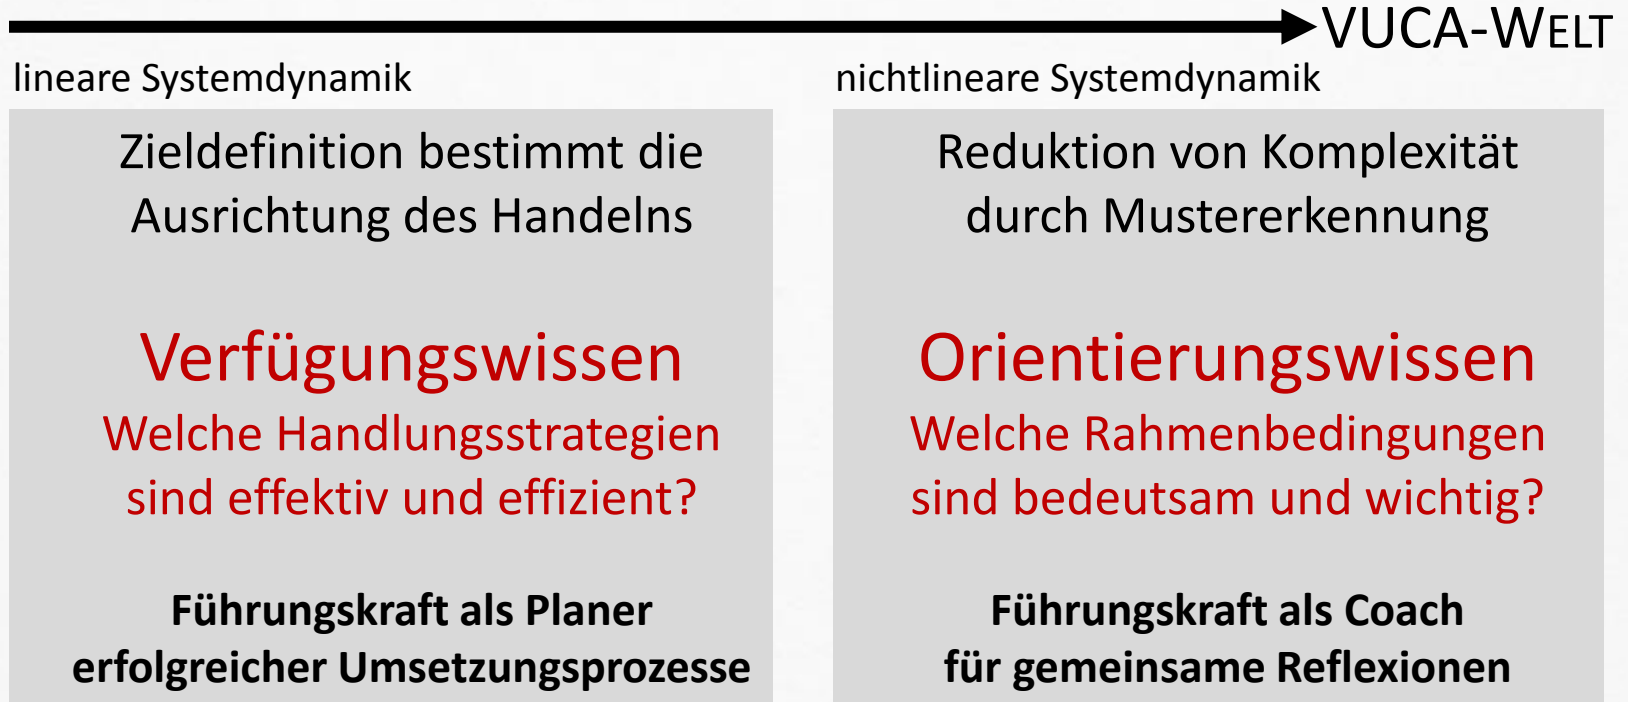 VUCA-WELT
lineare Systemdynamik
nichtlineare Systemdynamik
Zieldefinition bestimmt die
Ausrichtung des Handelns
Verfügungswissen
Welche Handlungsstrategien
sind effektiv und effizient?
Führungskraft als Planer
erfolgreicher Umsetzungsprozesse
Reduktion von Komplexität
durch Mustererkennung
Orientierungswissen
Welche Rahmenbedingungen
sind bedeutsam und wichtig?
Führungskraft als Coach
für gemeinsame Reflexionen